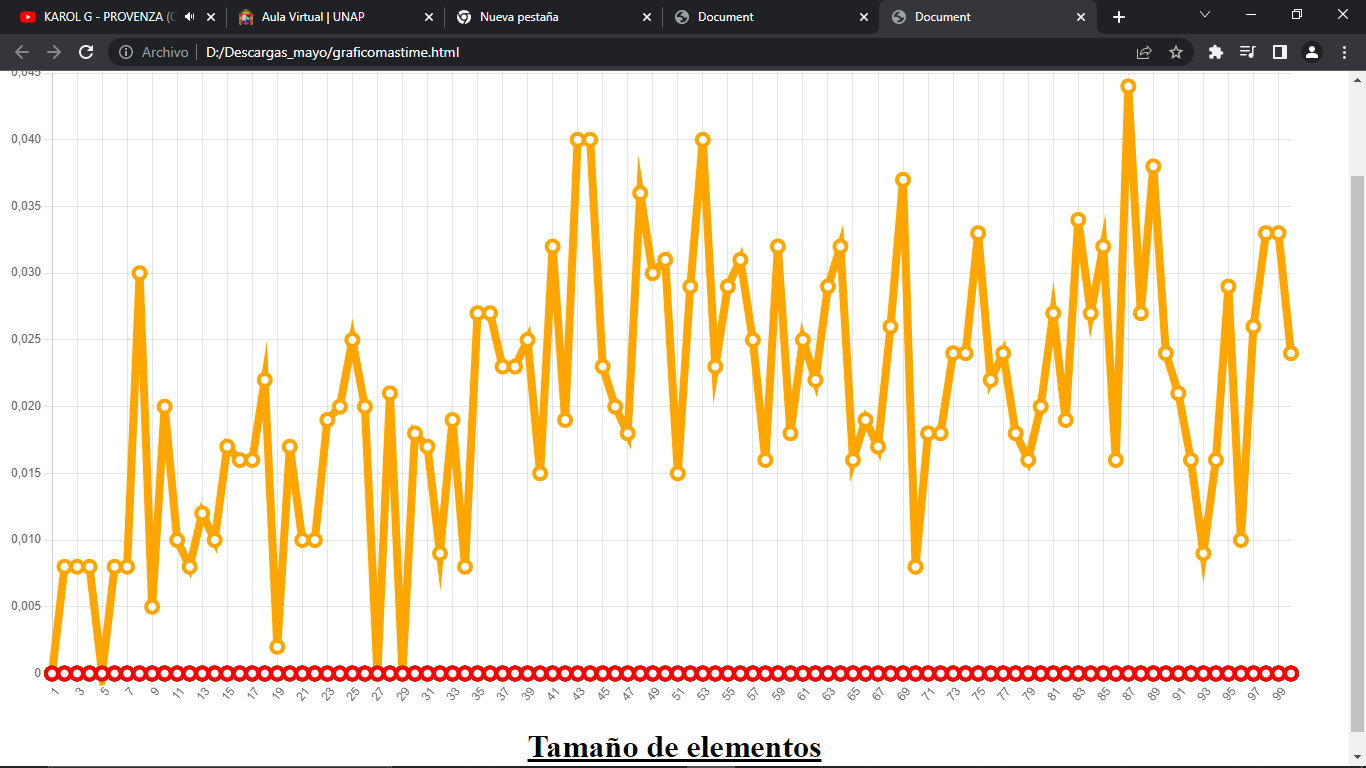 KAROL G - PROVENZA (
Aula Virtual | UNAP
Nueva pestaña
Document
Document
Archivo
D:/Descargas_mayo/graficomastime.html
0,045
0,040
0,035
0,030
0,025
0,020
0,015
0,010
0,005
0
1 3 5 7 9 11 13 15 17 19 21 23 25 27 29 31 33 35 37 39 41 43 45 47 49 51 53 55 57 59 61 63 65 67 69 71 73 75 77 79 81 83 85 87 89 91 93 95 97 99
Tamaño de elementos